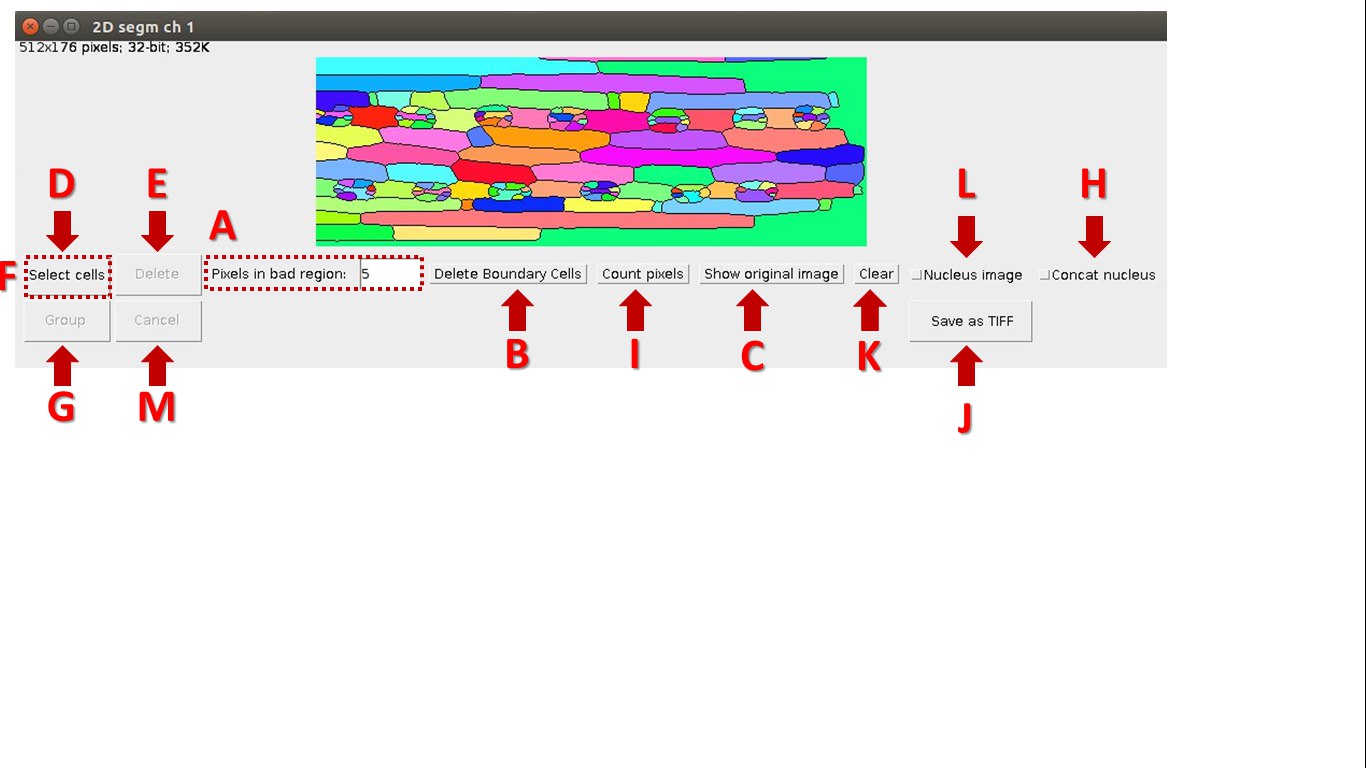 2D segm ch 1
512x176 pixels; 32-bit; 352K
D
E
A
L
H
F
Select cells
Delete
Pixels in bad region:
5
Delete Boundary Cells
Count pixels
Show original image
Clear
Nucleus image
Concat nucleus
Group
Cancel
Save as TIFF
B
I
C
K
G
M
J